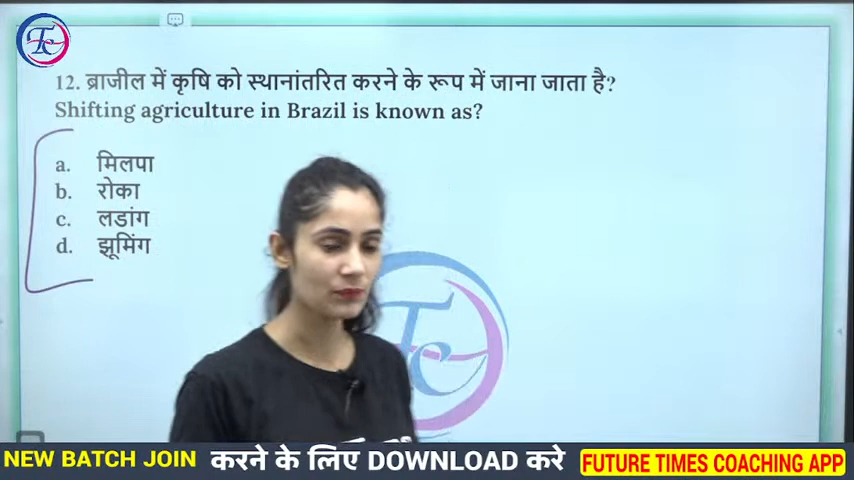 12. ब्राजील में कृषि को स्थानांतरित करने के रूप में जाना जाता है?
Shifting agriculture in Brazil is known as?
a. मिलपा
b. रोका
c. लडांग
d. झूमिंग
NEW BATCH JOIN करने के लिए DOWNLOAD करे FUTURE TIMES COACHING APP